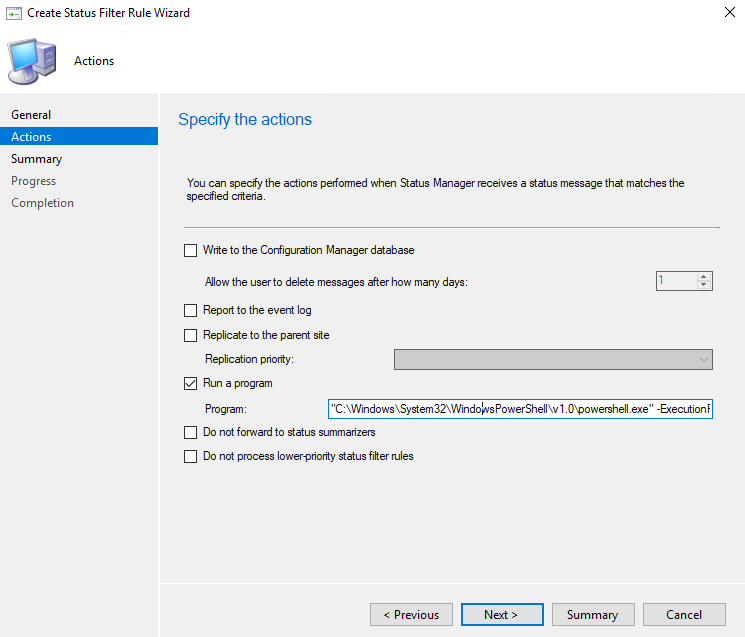 Create Status Filter Rule Wizard
Actions
General
Actions
Summary
Progress
Completion
Specify the actions
You can specify the actions performed when Status Manager receives a status message that matches the
specified criteria.
Write to the Configuration Manager database
Allow the user to delete messages after how many days:
1
Report to the event log
Replicate to the parent site
Replication priority:
Run a program
Program:
"C:\Windows\System32\WindowsPowerShell\v1.0\powershell.exe" -Execution
Do not forward to status summarizers
Do not process lower-priority status filter rules
< Previous
Next >
Summary
Cancel